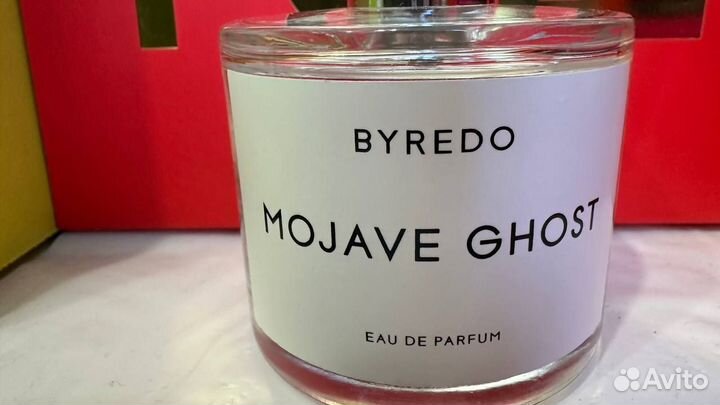 BYREDO
MOJAVE GHOST
EAU DE PARFUM
Avito